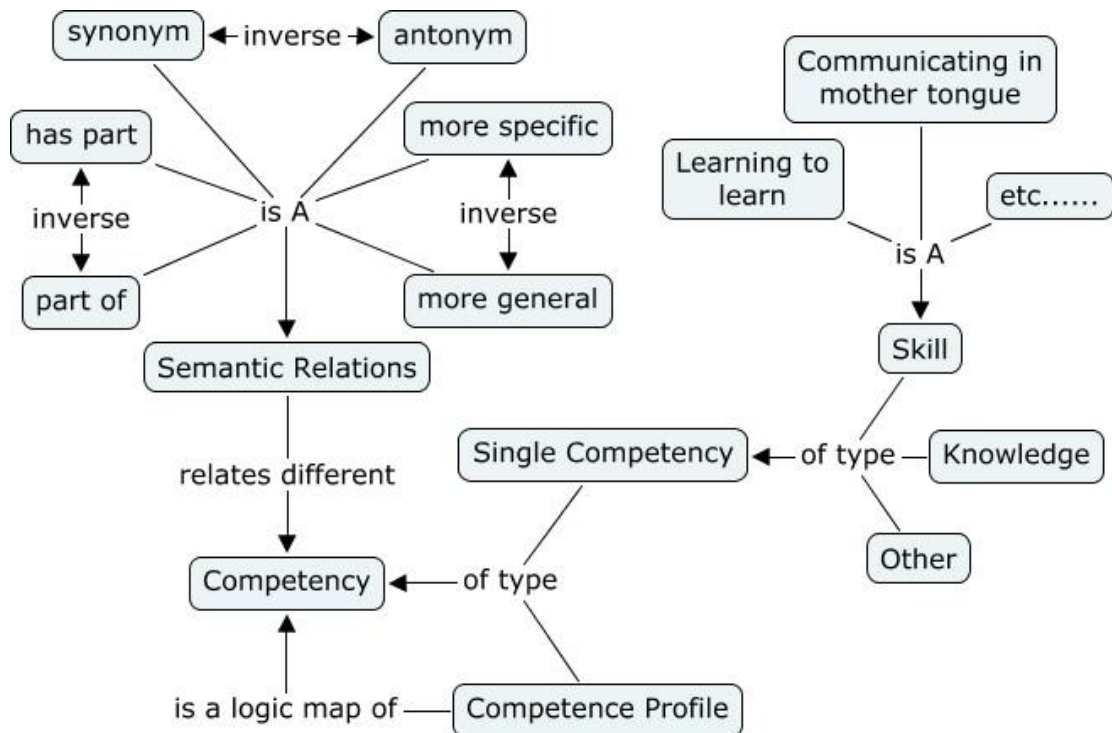 synonym
inverse
antonym
Communicating in
mother tongue
has part
more specific
Learning to
learn
etc......
inverse
is A
inverse
is A
part of
more general
Skill
Semantic Relations
Single Competency
of type
Knowledge
relates different
Other
Competency
of type
is a logic map of
Competence Profile